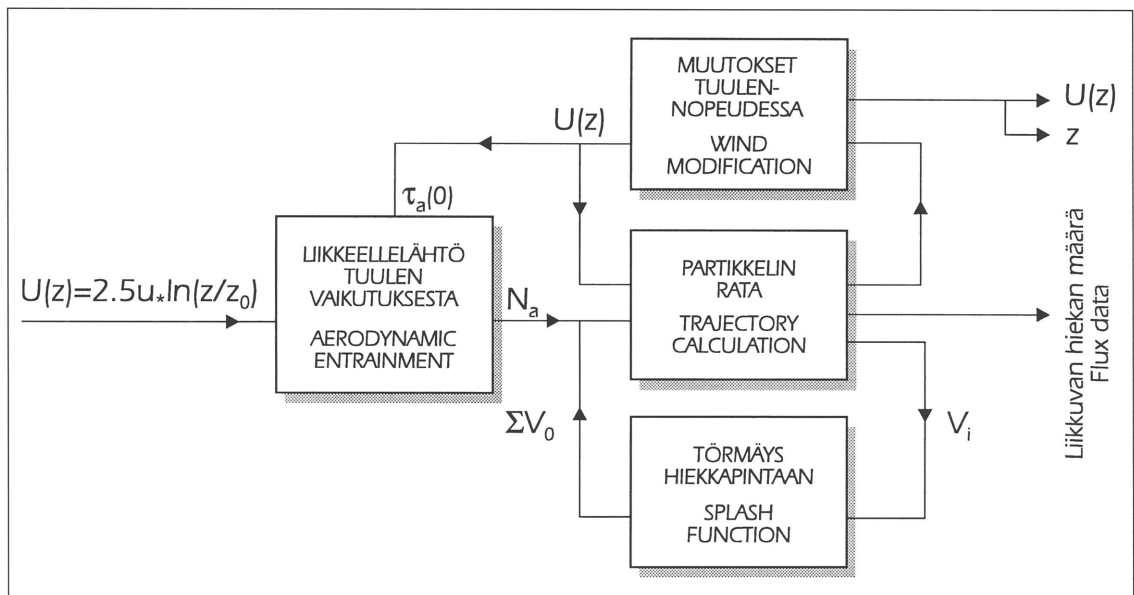 MUUTOKSET
TUULEN-
NOPEUDESSA
WIND
MODIFICATION
U(z)
z
U(z)
τₐ(0)
LIIKKEELLELÄHTÖ
TUULEN
VAIKUTUKSESTA
AERODYNAMIC
ENTRAINMENT
U(z)=2.5u*ln(z/z₀)
Nₐ
PARTIKKELIN
RATA
TRAJECTORY
CALCULATION
ΣV₀
Vᵢ
TÖRMÄYS
HIEKKAPINTAAN
SPLASH
FUNCTION
Liikkuvan hiekan määrä
Flux data